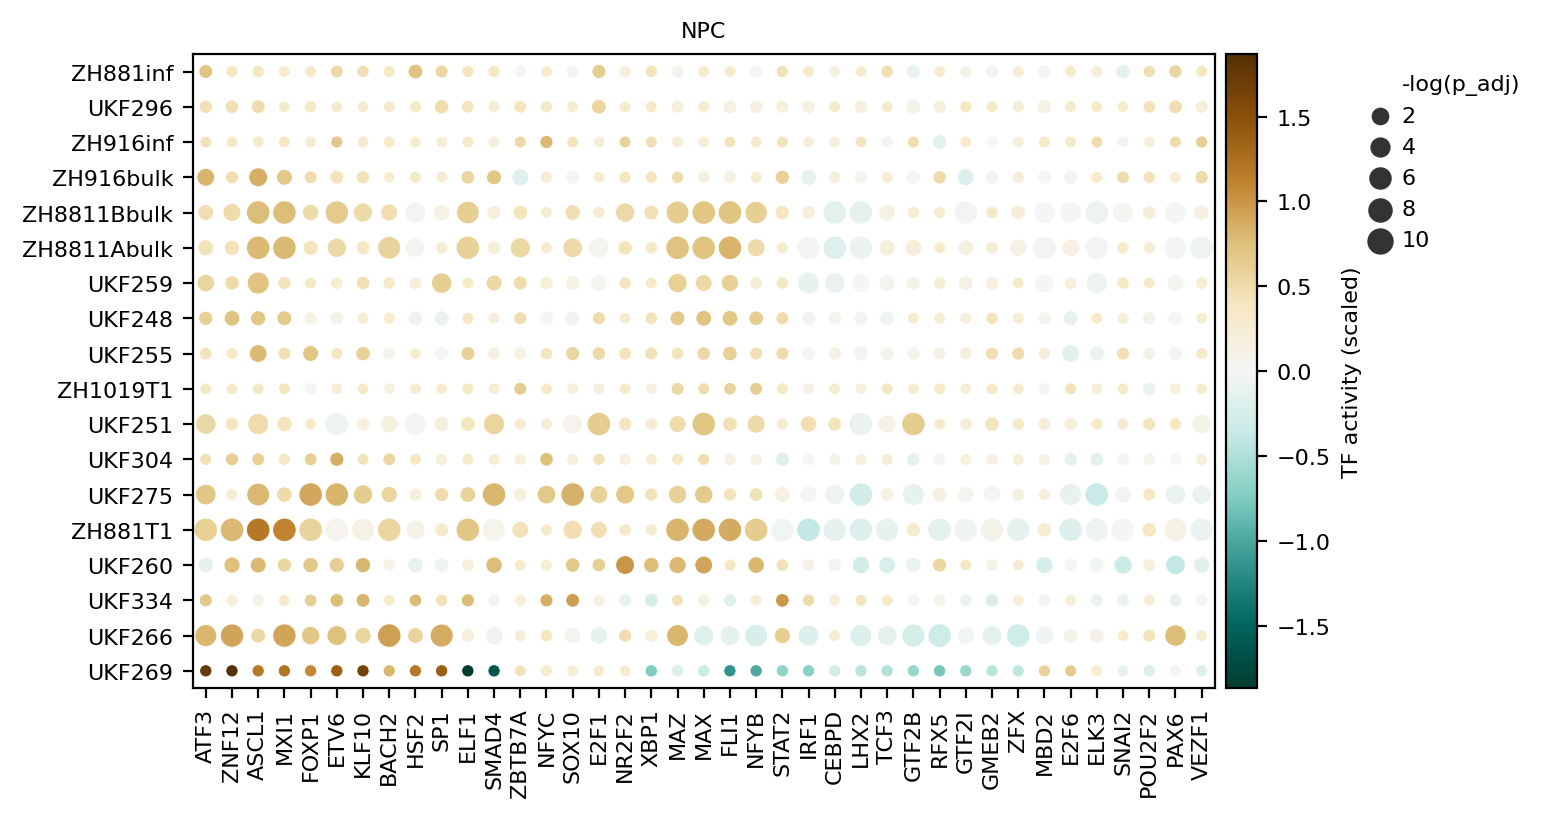 NPC
ZH881inf
UKF296
ZH916inf
ZH916bulk
ZH8811Bbulk
ZH8811Abulk
UKF259
UKF248
UKF255
ZH1019T1
UKF251
UKF304
UKF275
ZH881T1
UKF260
UKF334
UKF266
UKF269
ATF3
ZNF12
ASCL1
MXI1
FOXP1
ETV6
KLF10
BACH2
HSF2
SP1
ELF1
SMAD4
ZBTB7A
NFYC
SOX10
E2F1
NR2F2
XBP1
MAZ
MAX
FLI1
NFYB
STAT2
IRF1
CEBPD
LHX2
TCF3
GTF2B
RFX5
GTF2I
GMEB2
ZFX
MBD2
E2F6
ELK3
SNAI2
POU2F2
PAX6
VEZF1
1.5
1.0
0.5
0.0
−0.5
−1.0
−1.5
TF activity (scaled)
-log(p_adj)
2
4
6
8
10